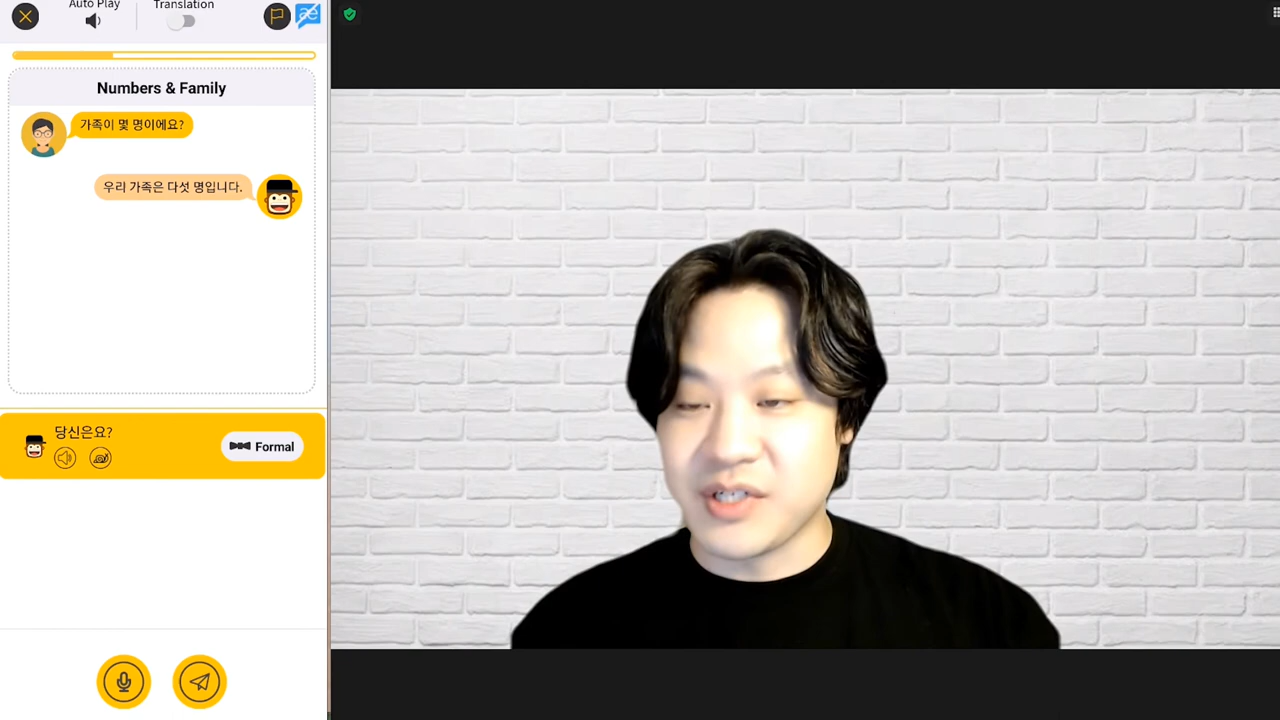 Auto Play
Translation
æ
Numbers & Family
가족이 몇 명이에요?
우리 가족은 다섯 명입니다.
당신은요?
Formal